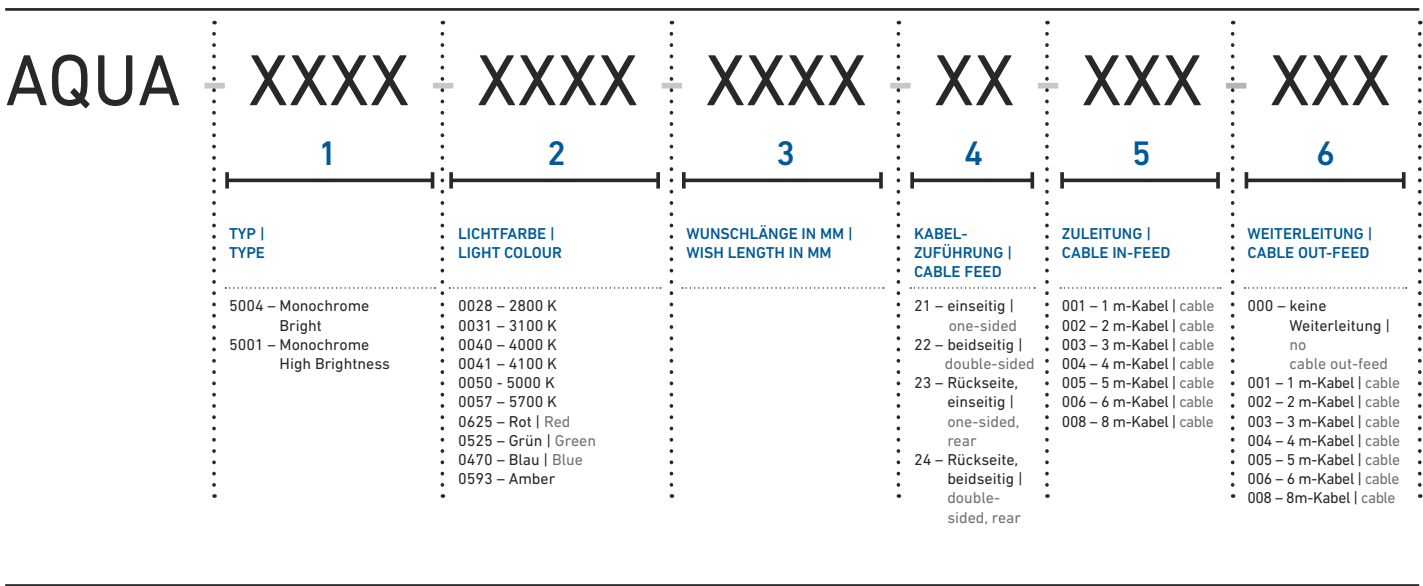 AQUA - XXXX - XXXX - XXXX - XX - XXX - XXX
1
2
3
4
5
6
TYP |
TYPE
5004 – Monochrome
Bright
5001 – Monochrome
High Brightness
LICHTFARBE |
LIGHT COLOUR
0028 – 2800 K
0031 – 3100 K
0040 – 4000 K
0041 – 4100 K
0050 - 5000 K
0057 – 5700 K
0625 – Rot | Red
0525 – Grün | Green
0470 – Blau | Blue
0593 – Amber
WUNSCHLÄNGE IN MM |
WISH LENGTH IN MM
KABEL-
ZUFÜHRUNG |
CABLE FEED
21 – einseitig |
one-sided
22 – beidseitig |
double-sided
23 – Rückseite,
einseitig |
one-sided,
rear
24 – Rückseite,
beidseitig |
double-
sided, rear
ZULEITUNG |
CABLE IN-FEED
001 – 1 m-Kabel | cable
002 – 2 m-Kabel | cable
003 – 3 m-Kabel | cable
004 – 4 m-Kabel | cable
005 – 5 m-Kabel | cable
006 – 6 m-Kabel | cable
008 – 8 m-Kabel | cable
WEITERLEITUNG |
CABLE OUT-FEED
000 – keine
Weiterleitung |
no
cable out-feed
001 – 1 m-Kabel | cable
002 – 2 m-Kabel | cable
003 – 3 m-Kabel | cable
004 – 4 m-Kabel | cable
005 – 5 m-Kabel | cable
006 – 6 m-Kabel | cable
008 – 8m-Kabel | cable